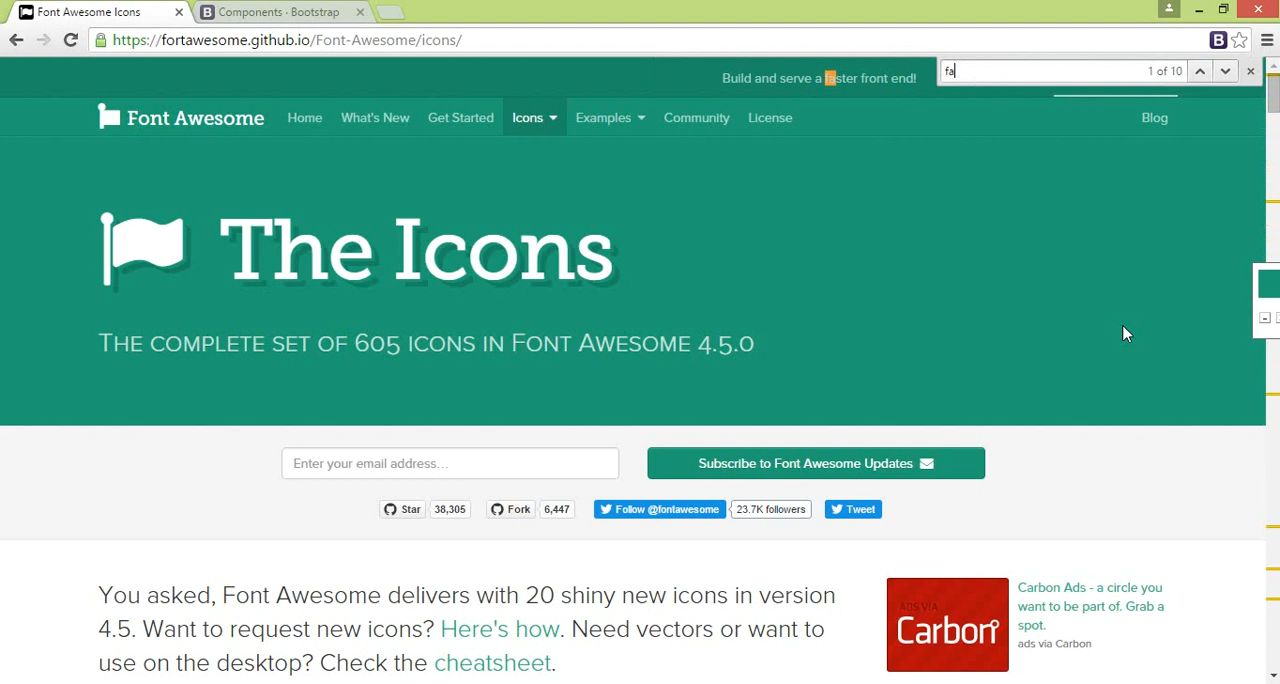 Font Awesome Icons
Components · Bootstrap
https://fortawesome.github.io/Font-Awesome/icons/
fa
1 of 10
Build and serve a faster front end!
Font Awesome Home What's New Get Started Icons Examples Community License Blog
The Icons
The complete set of 605 icons in Font Awesome 4.5.0
Enter your email address...
Subscribe to Font Awesome Updates
Star 38,305 Fork 6,447 Follow @fontawesome 23.7K followers Tweet
You asked, Font Awesome delivers with 20 shiny new icons in version
4.5. Want to request new icons? Here's how. Need vectors or want to
use on the desktop? Check the cheatsheet.
ADS VIA
Carbon
Carbon Ads - a circle you
want to be part of. Grab a
spot.
ads via Carbon